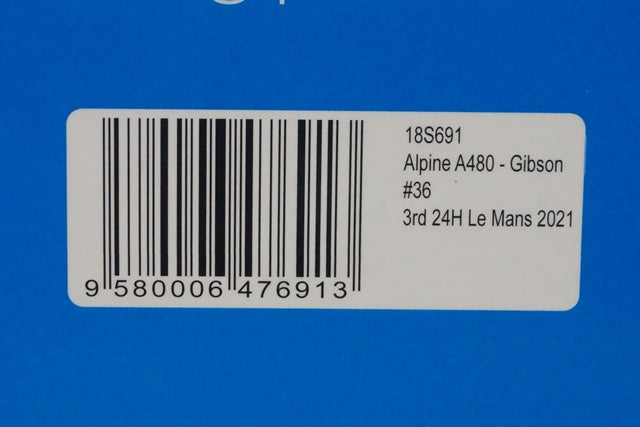 18S691
Alpine A480 - Gibson
#36
3rd 24H Le Mans 2021
9 580006 476913